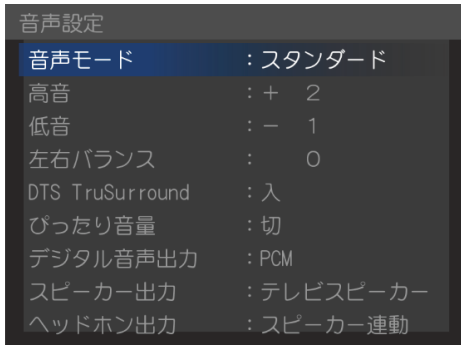 音声設定
音声モード :スタンダード
高音 :+ 2
低音 :− 1
左右バランス : 0
DTS TruSurround :入
ぴったり音量 :切
デジタル音声出力 :PCM
スピーカー出力 :テレビスピーカー
ヘッドホン出力 :スピーカー連動